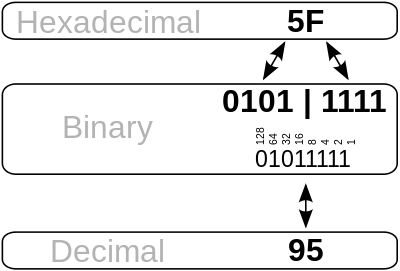 Hexadecimal 5F
0101 | 1111
Binary
128 64 32 16 8 4 2 1
01011111
Decimal 95